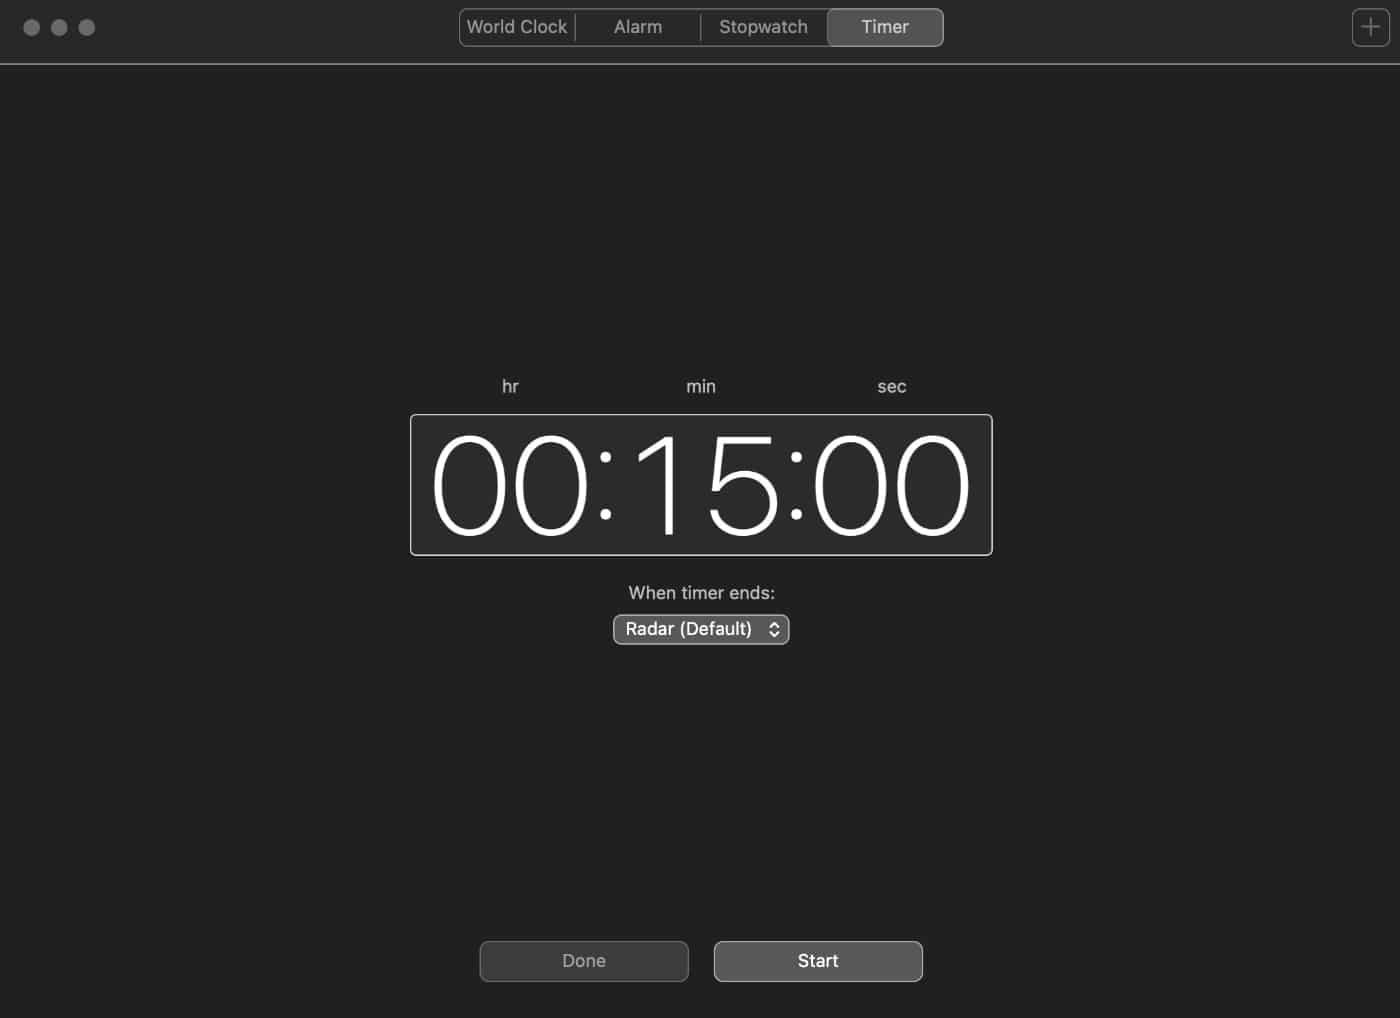 World Clock
Alarm
Stopwatch
Timer
hr
min
sec
00:15:00
When timer ends:
Radar (Default)
Done
Start